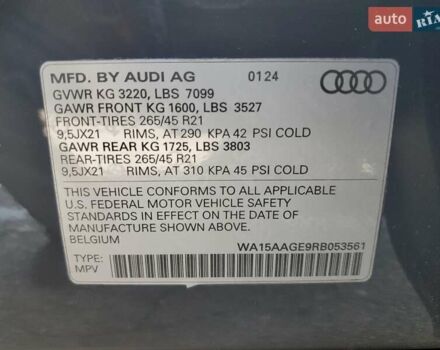 AUTO
RIA
MFD. BY AUDI AG 0124
GVWR KG 3220, LBS 7099
GAWR FRONT KG 1600, LBS 3527
FRONT-TIRES 265/45 R21
9,5JX21 RIMS, AT 290 KPA 42 PSI COLD
GAWR REAR KG 1725, LBS 3803
REAR-TIRES 265/45 R21
9,5JX21 RIMS, AT 310 KPA 45 PSI COLD
THIS VEHICLE CONFORMS TO ALL APPLICABLE
U.S. FEDERAL MOTOR VEHICLE SAFETY
STANDARDS IN EFFECT ON THE DATE OF
MANUFACTURE SHOWN ABOVE.
BELGIUM WA15AAGE9RB053561
TYPE:
MPV